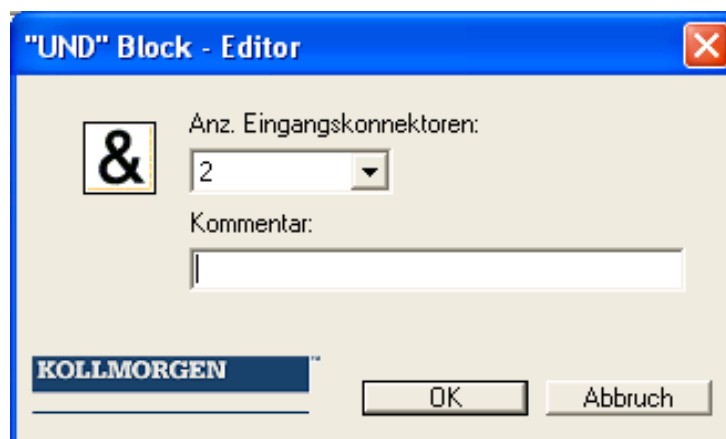 "UND" Block - Editor
&
Anz. Eingangskonnektoren:
2
Kommentar:
KOLLMORGEN
OK
Abbruch